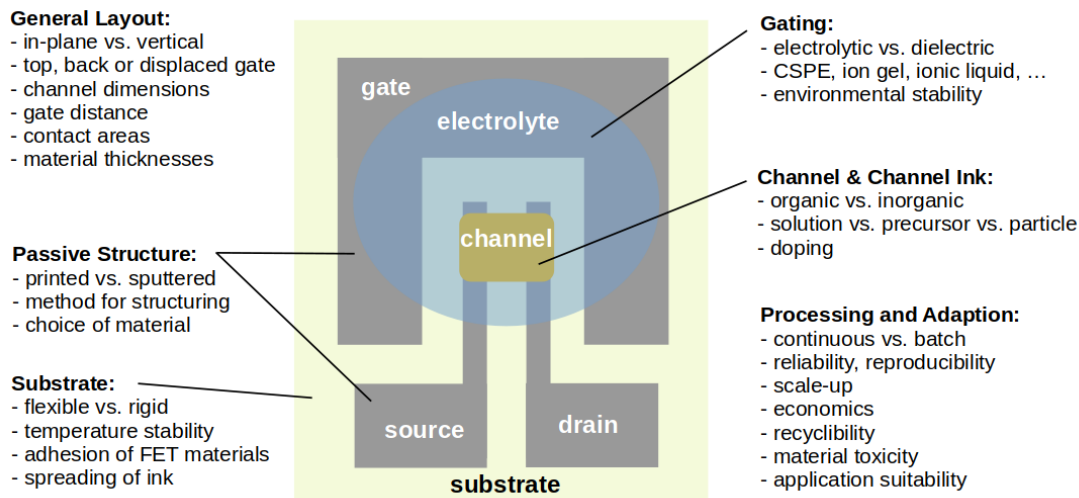 General Layout:
- in-plane vs. vertical
- top, back or displaced gate
- channel dimensions
- gate distance
- contact areas
- material thicknesses
Passive Structure:
- printed vs. sputtered
- method for structuring
- choice of material
Substrate:
- flexible vs. rigid
- temperature stability
- adhesion of FET materials
- spreading of ink
gate
electrolyte
channel
source
drain
substrate
Gating:
- electrolytic vs. dielectric
- CSPE, ion gel, ionic liquid, …
- environmental stability
Channel & Channel Ink:
- organic vs. inorganic
- solution vs. precursor vs. particle
- doping
Processing and Adaption:
- continuous vs. batch
- reliability, reproducibility
- scale-up
- economics
- recyclibility
- material toxicity
- application suitability